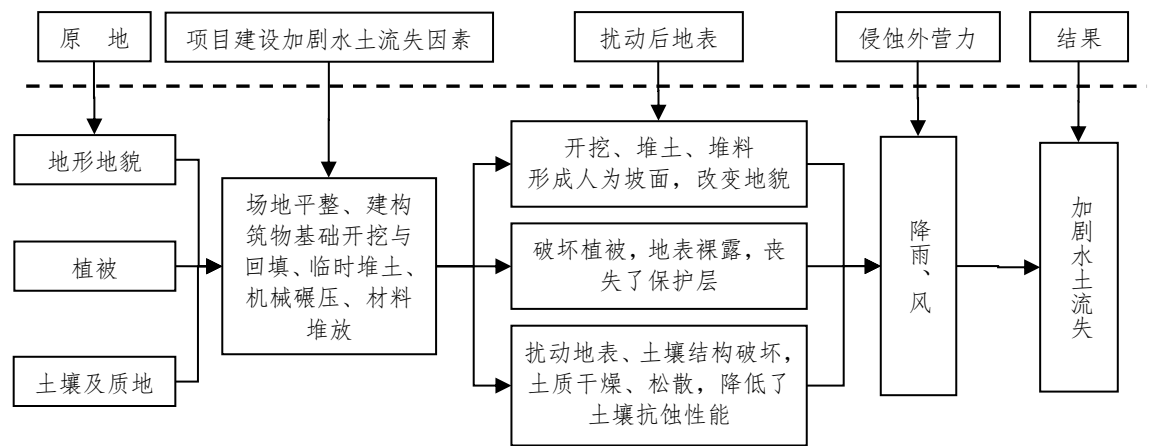 原 地
项目建设加剧水土流失因素
扰动后地表
侵蚀外营力
结果
地形地貌
植被
土壤及质地
场地平整、建构
筑物基础开挖与
回填、临时堆土、
机械碾压、材料
堆放
开挖、堆土、堆料
形成人为坡面，改变地貌
破坏植被，地表裸露，丧
失了保护层
扰动地表、土壤结构破坏，
土质干燥、松散，降低了
土壤抗蚀性能
降雨、风
加剧水土流失